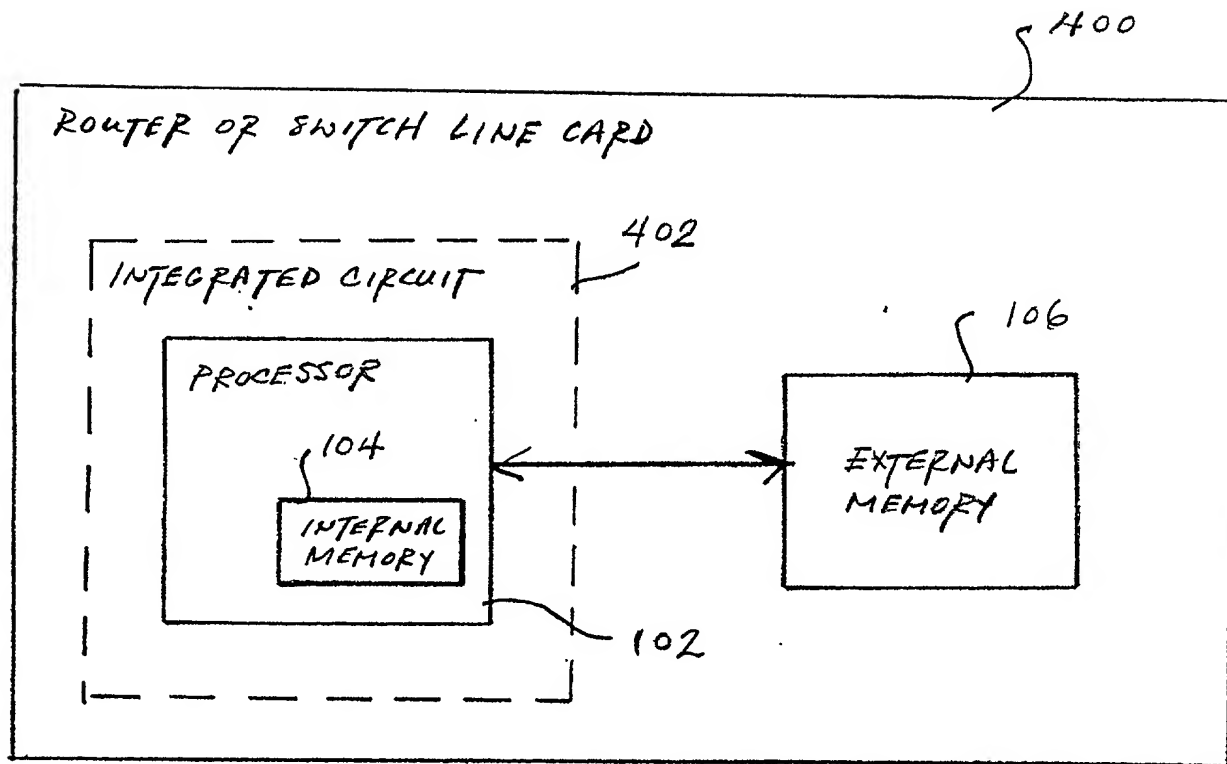 400
ROUTER OR SWITCH LINE CARD
402
INTEGRATED CIRCUIT
106
PROCESSOR
104
EXTERNAL
MEMORY
INTERNAL
MEMORY
102